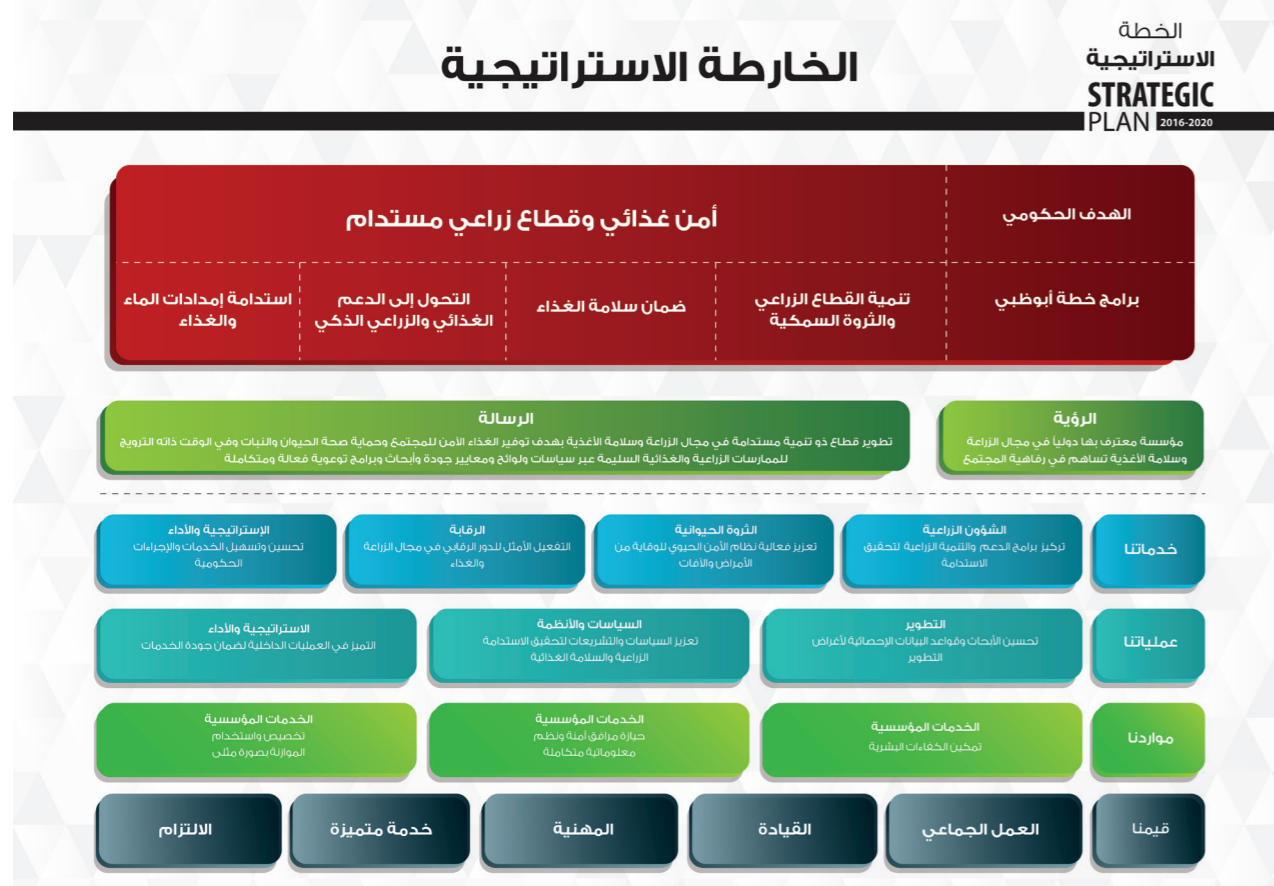 الخطة
الاستراتيجية
STRATEGIC
PLAN 2016-2020
الخارطة الاستراتيجية
الهدف الحكومي
أمن غذائي وقطاع زراعي مستدام
برامج خطة أبوظبي
تنمية القطاع الزراعي
والثروة السمكية
ضمان سلامة الغذاء
التحول إلى الدعم
الغذائي والزراعي الذكي
استدامة إمدادات الماء
والغذاء
الرؤية
مؤسسة معترف بها دولياً في مجال الزراعة
وسلامة الأغذية تساهم في رفاهية المجتمع
الرسالة
تطوير قطاع ذو تنمية مستدامة في مجال الزراعة وسلامة الأغذية بهدف توفير الغذاء الآمن للمجتمع وحماية صحة الحيوان والنبات وفي الوقت ذاته الترويج
للممارسات الزراعية والغذائية السليمة عبر سياسات ولوائح ومعايير جودة وأبحاث وبرامج توعوية فعالة ومتكاملة
خدماتنا
الشؤون الزراعية
تركيز برامج الدعم والتنمية الزراعية لتحقيق
الاستدامة
الثروة الحيوانية
تعزيز فعالية نظام الأمن الحيوي للوقاية من
الأمراض والآفات
الرقابة
التفعيل الأمثل للدور الرقابي في مجال الزراعة
والغذاء
الإستراتيجية والأداء
تحسين وتسهيل الخدمات والإجراءات
الحكومية
عملياتنا
التطوير
تحسين الأبحاث وقواعد البيانات الإحصائية لأغراض
التطوير
السياسات والأنظمة
تعزيز السياسات والتشريعات لتحقيق الاستدامة
الزراعية والسلامة الغذائية
الاستراتيجية والأداء
التميز في العمليات الداخلية لضمان جودة الخدمات
مواردنا
الخدمات المؤسسية
تمكين الكفاءات البشرية
الخدمات المؤسسية
حيازة مرافق آمنة ونظم
معلوماتية متكاملة
الخدمات المؤسسية
تخصيص واستخدام
الموازنة بصورة مثلى
قيمنا
العمل الجماعي
القيادة
المهنية
خدمة متميزة
الالتزام